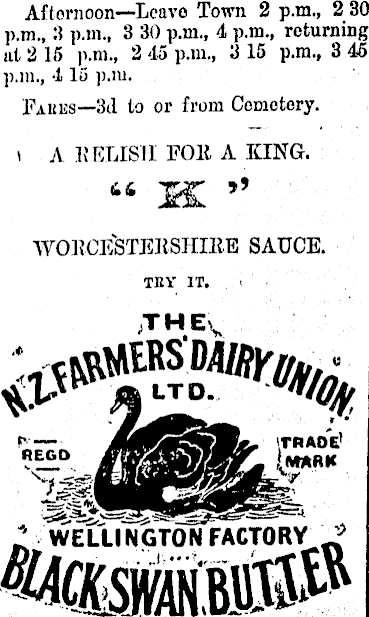 Afternoon—Leave Town 2 p.m., 2 30
p.m., 3 p.m., 3 30 p.m., 4 p.m., returning
at 2 15 p.m., 2 45 p.m., 3 15 p.m., 3 45
p.m., 4 15 p.m.
FARES—3d to or from Cemetery.
A RELISH FOR A KING.
“ K ”
WORCESTERSHIRE SAUCE.
TRY IT.
THE
N.Z. FARMERS' DAIRY UNION,
LTD.
REGD
TRADE
MARK
WELLINGTON FACTORY
BLACK SWAN BUTTER